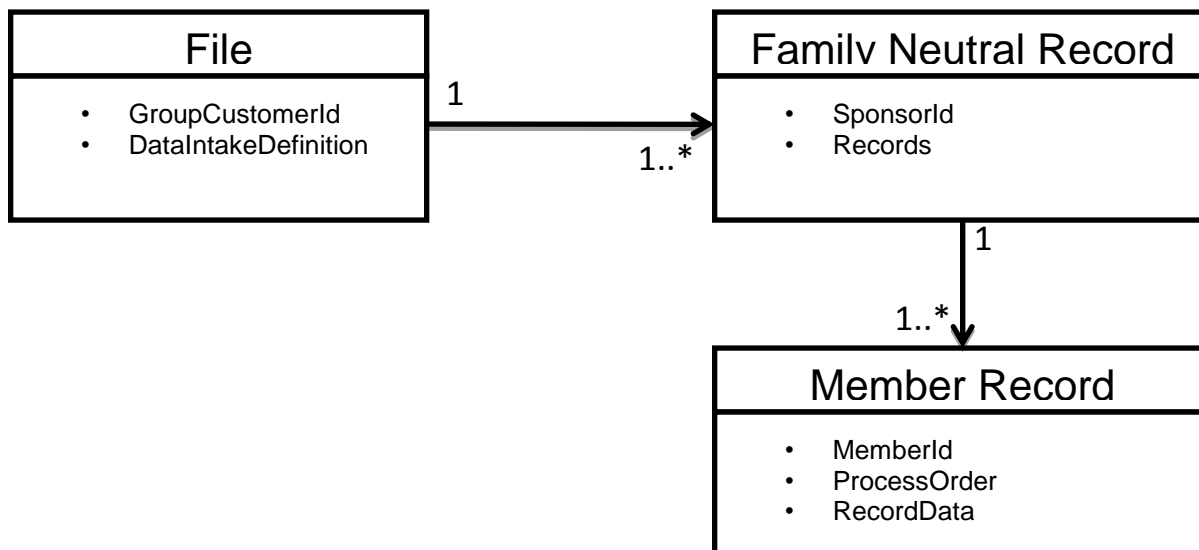 File
• GroupCustomerId
• DataIntakeDefinition
1
1..*
Family Neutral Record
• SponsorId
• Records
1
1..*
Member Record
• MemberId
• ProcessOrder
• RecordData